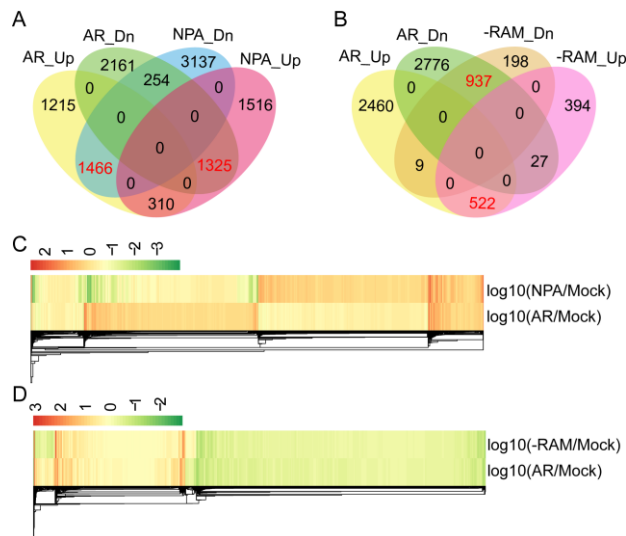 A
AR_Up AR_Dn NPA_Dn NPA_Up
1215 2161 3137 1516
254
0 0
0 0
0
1466 1325
0 0
310
B
AR_Up AR_Dn -RAM_Dn -RAM_Up
2460 2776 198 394
937
0 0
0 0
0
9 27
0 0
522
C
2 1 0 -1 -2 -3
log10(NPA/Mock)
log10(AR/Mock)
D
3 2 1 0 -1 -2
log10(-RAM/Mock)
log10(AR/Mock)